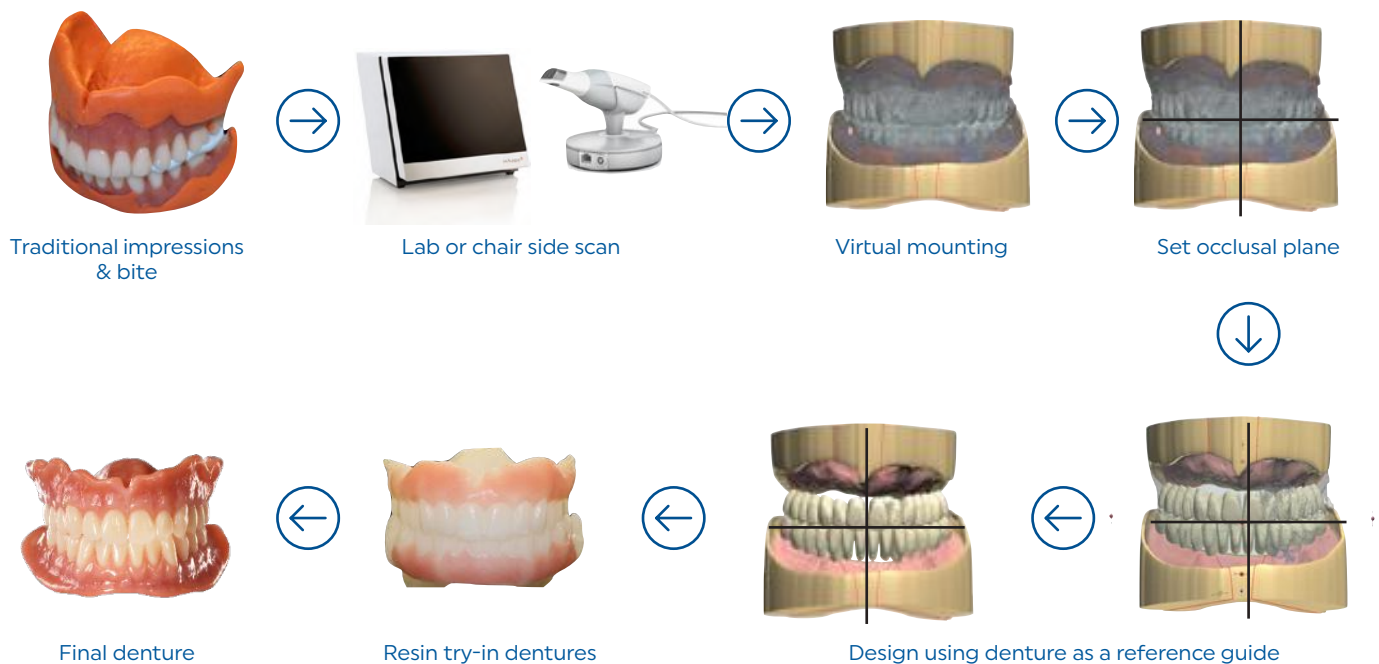 Traditional impressions
& bite
Lab or chair side scan
Virtual mounting
Set occlusal plane
Final denture
Resin try-in dentures
Design using denture as a reference guide